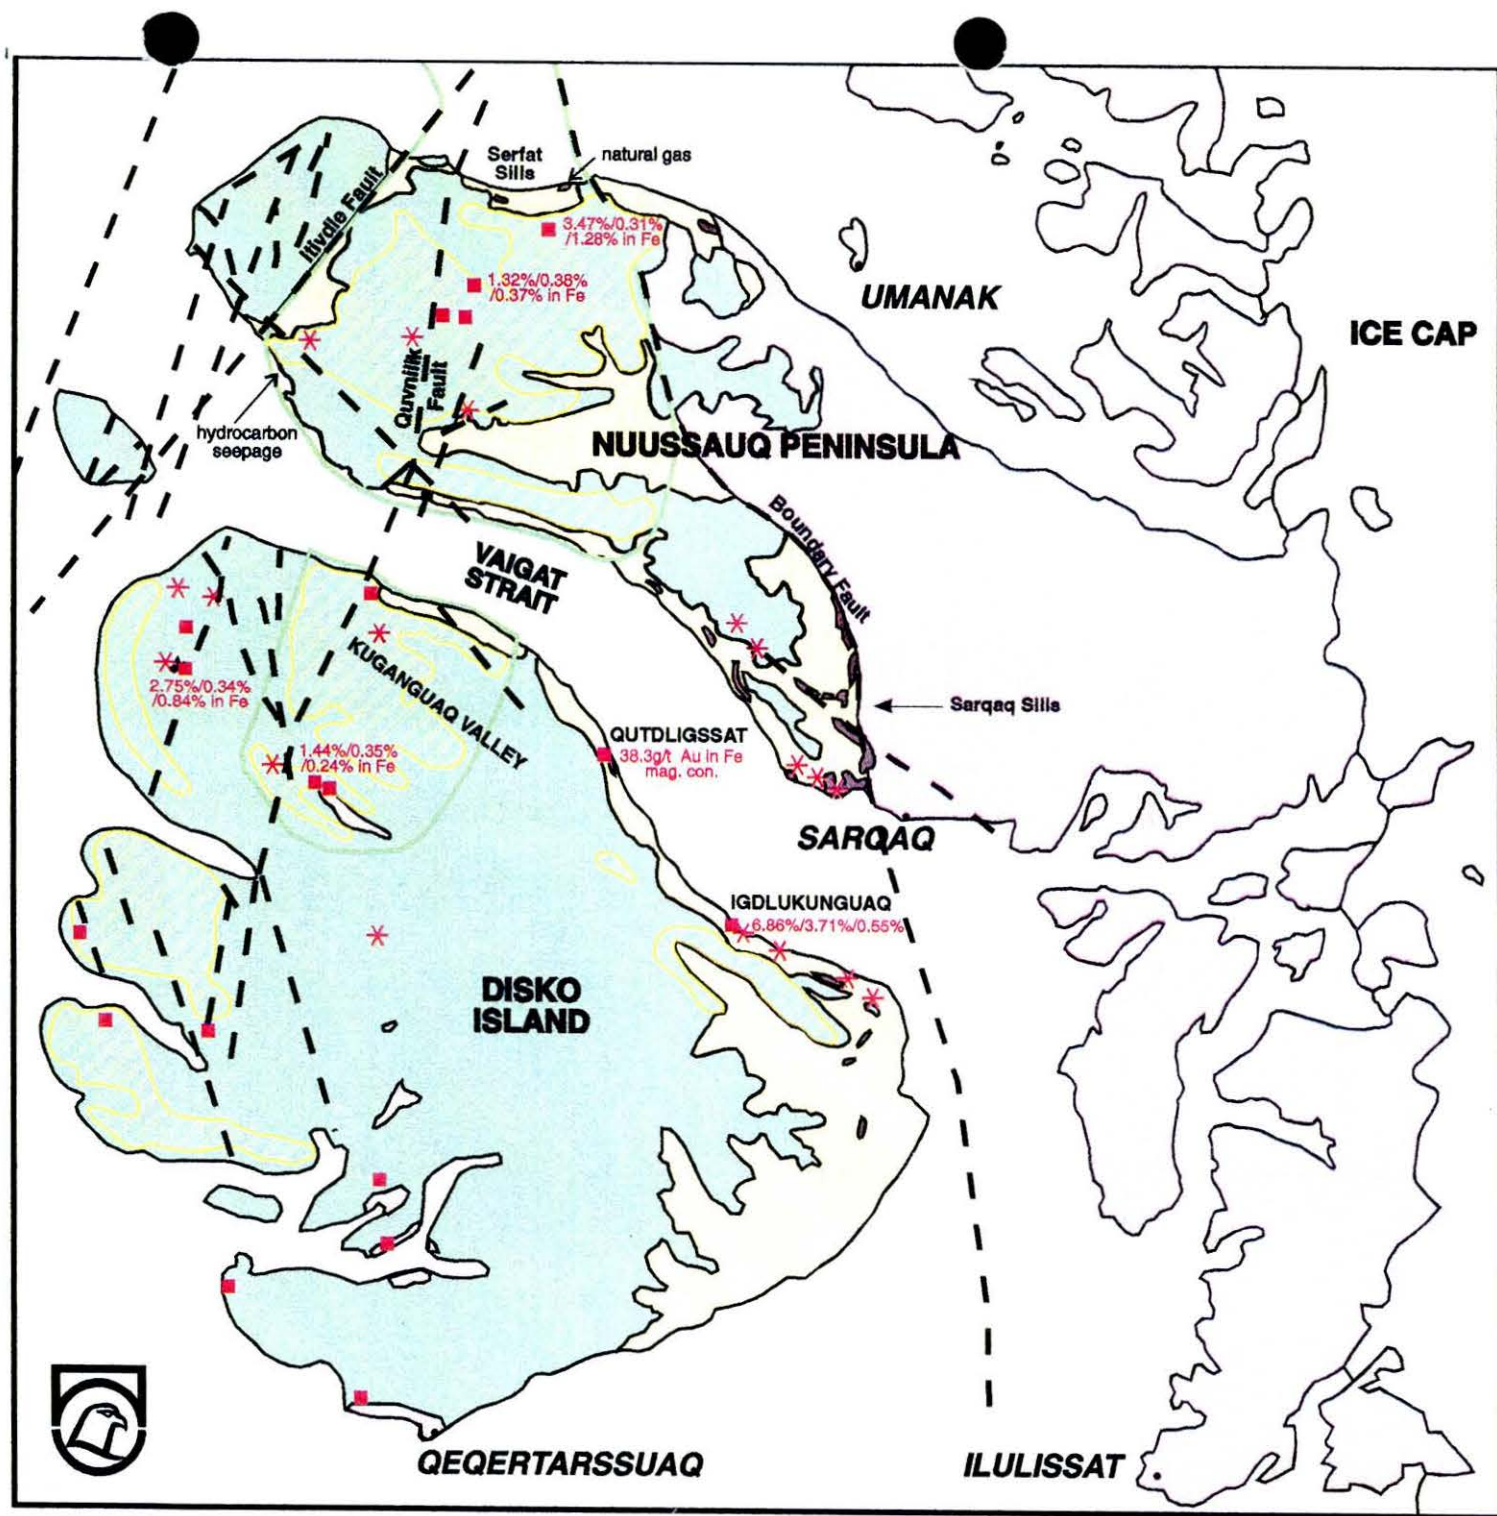 Serfat
Sills
natural gas
Itivdle Fault
3.47%/0.31%
/1.28% in Fe
1.32%/0.38%
/0.37% in Fe
UMANAK
ICE CAP
Quvnilik
Fault
hydrocarbon
seepage
NUUSSAUQ PENINSULA
Boundary Fault
VAIGAT
STRAIT
KUGANGUAQ VALLEY
2.75%/0.34%
/0.84% in Fe
Sarqaq Sills
QUTDLIGSSAT
38.3g/t Au in Fe
mag. con.
1.44%/0.35%
/0.24% in Fe
SARQAQ
IGDLUKUNGUAQ
6.86%/3.71%/0.55%
DISKO
ISLAND
QEQERTARSSUAQ
ILULISSAT